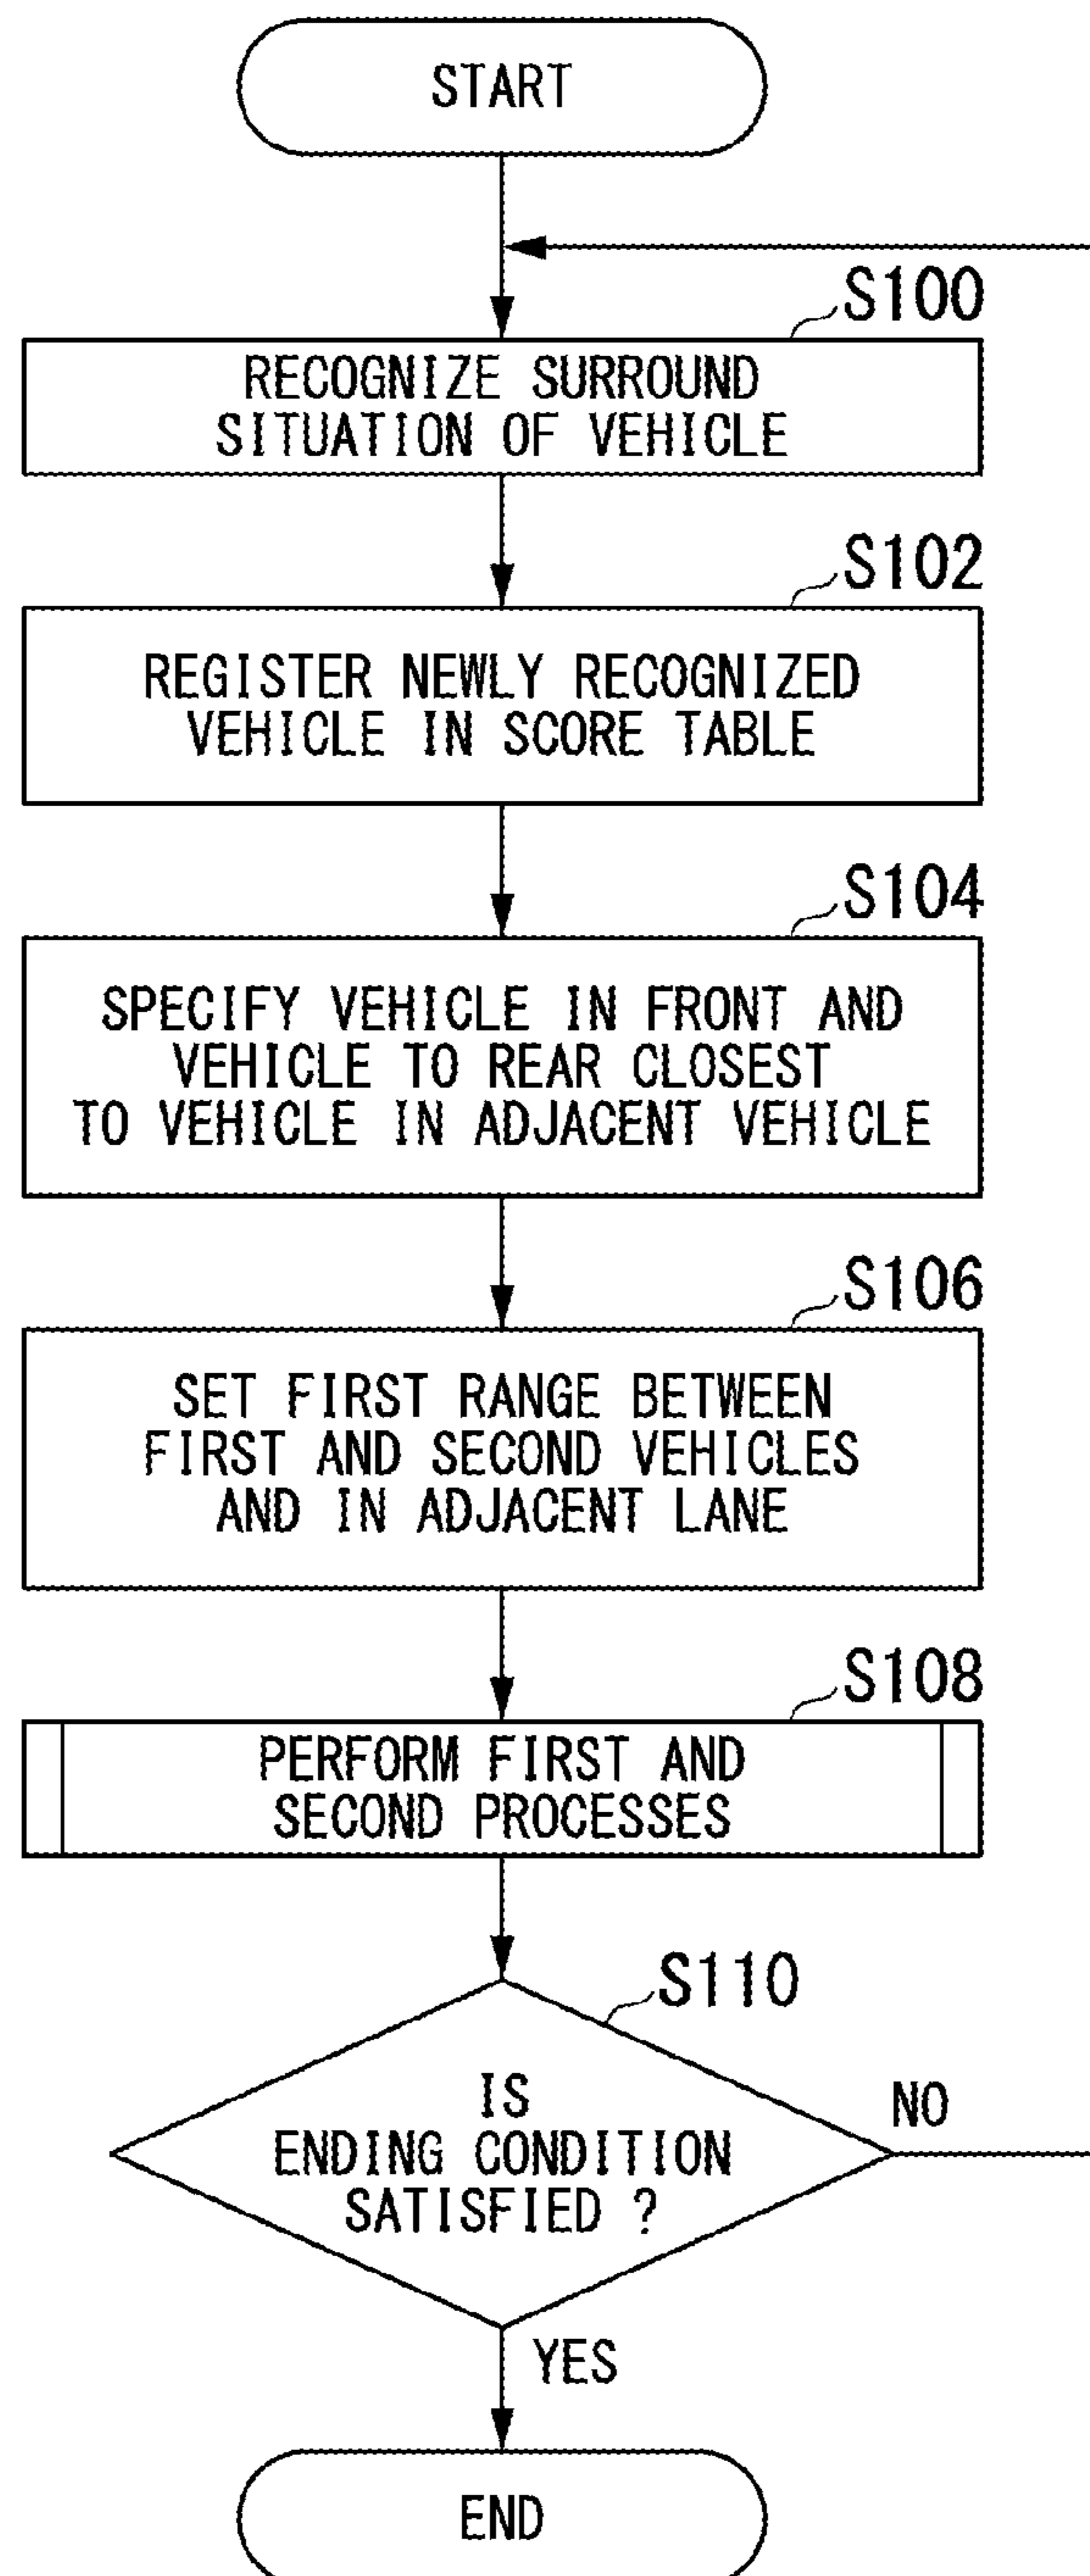 START
S100
RECOGNIZE SURROUND
SITUATION OF VEHICLE
S102
REGISTER NEWLY RECOGNIZED
VEHICLE IN SCORE TABLE
S104
SPECIFY VEHICLE IN FRONT AND
VEHICLE TO REAR CLOSEST
TO VEHICLE IN ADJACENT VEHICLE
S106
SET FIRST RANGE BETWEEN
FIRST AND SECOND VEHICLES
AND IN ADJACENT LANE
S108
PERFORM FIRST AND
SECOND PROCESSES
S110
IS
ENDING CONDITION
SATISFIED ?
NO
YES
END